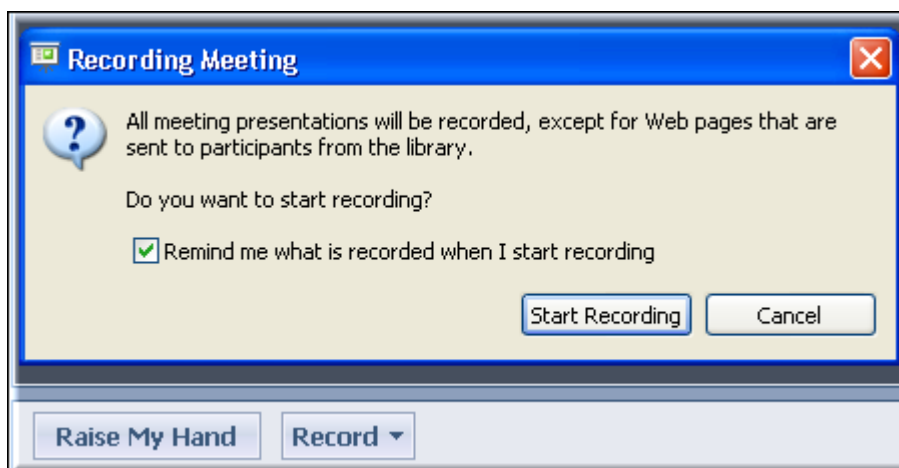 Recording Meeting
All meeting presentations will be recorded, except for Web pages that are
sent to participants from the library.
Do you want to start recording?
Remind me what is recorded when I start recording
Start Recording Cancel
Raise My Hand Record